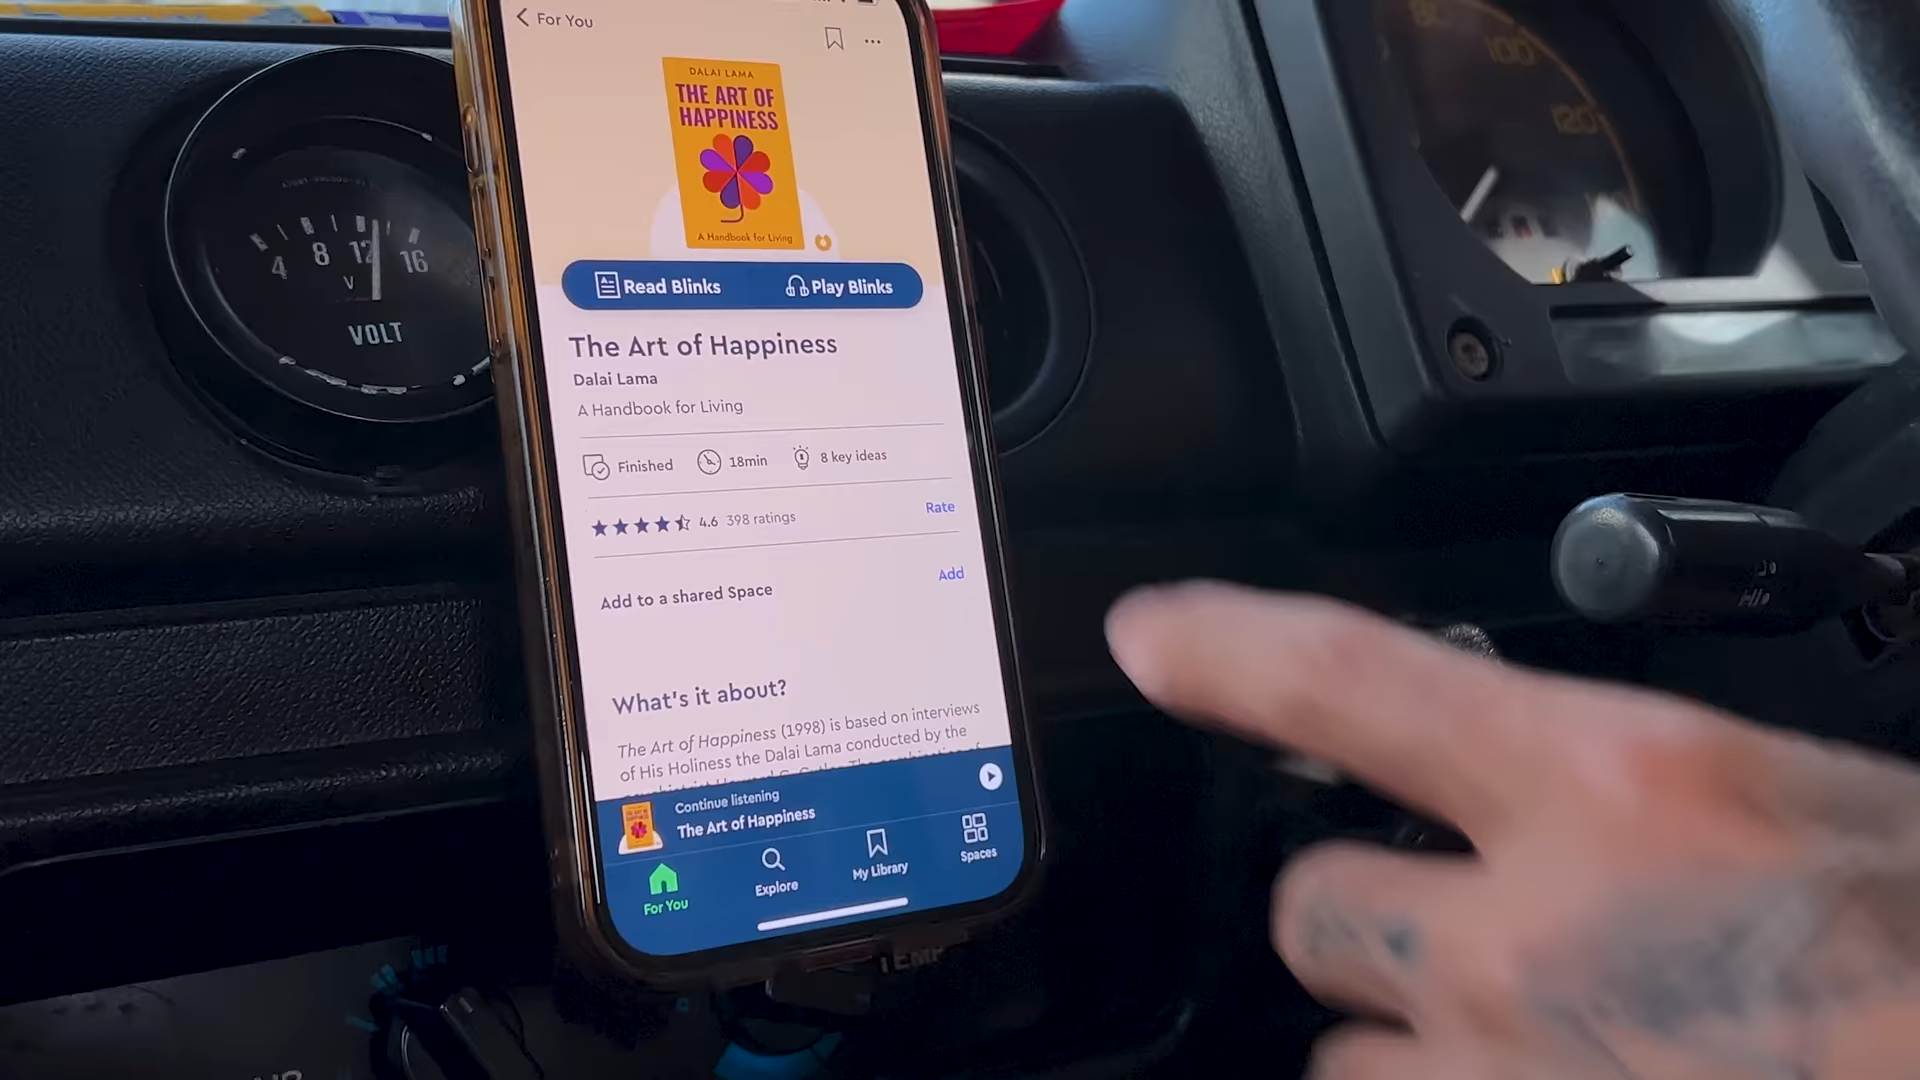 For You
DALAI LAMA
THE ART OF
HAPPINESS
A Handbook for Living
Read Blinks
Play Blinks
The Art of Happiness
Dalai Lama
A Handbook for Living
Finished
18min
8 key ideas
4.6 398 ratings
Rate
Add to a shared Space
Add
What's it about?
The Art of Happiness (1998) is based on interviews
of His Holiness the Dalai Lama conducted by the
Continue listening
The Art of Happiness
For You
Explore
My Library
Spaces
4 8 12 16
V
VOLT
100
120
TEMP